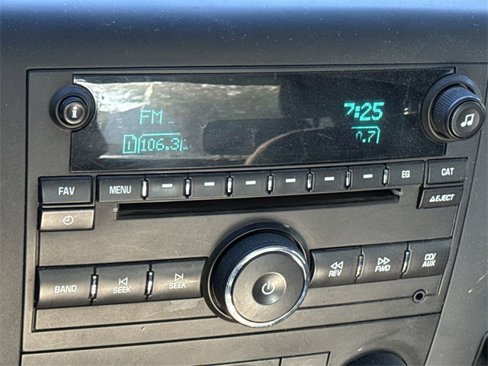 FM
7:25
106.3
0.7
i
FAV
MENU
EQ
CAT
EJECT
BAND
SEEK
SEEK
REV
FWD
CD/
AUX